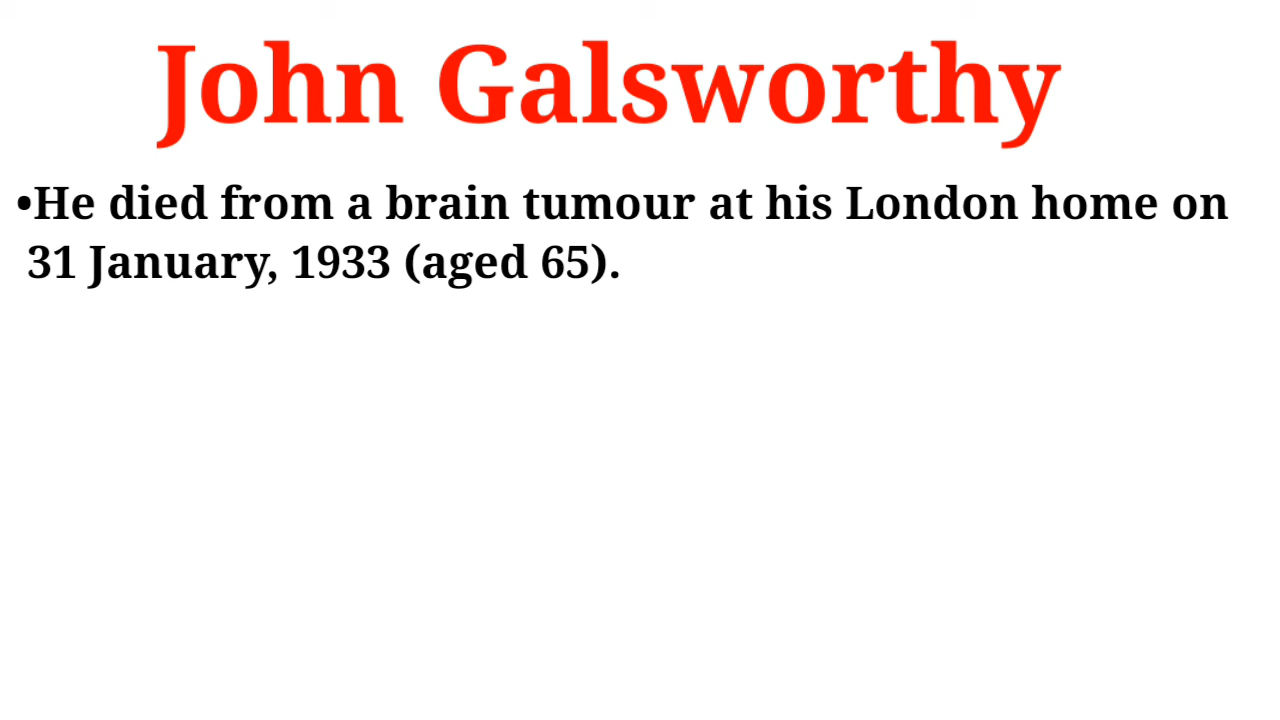 John Galsworthy
•He died from a brain tumour at his London home on
31 January, 1933 (aged 65).